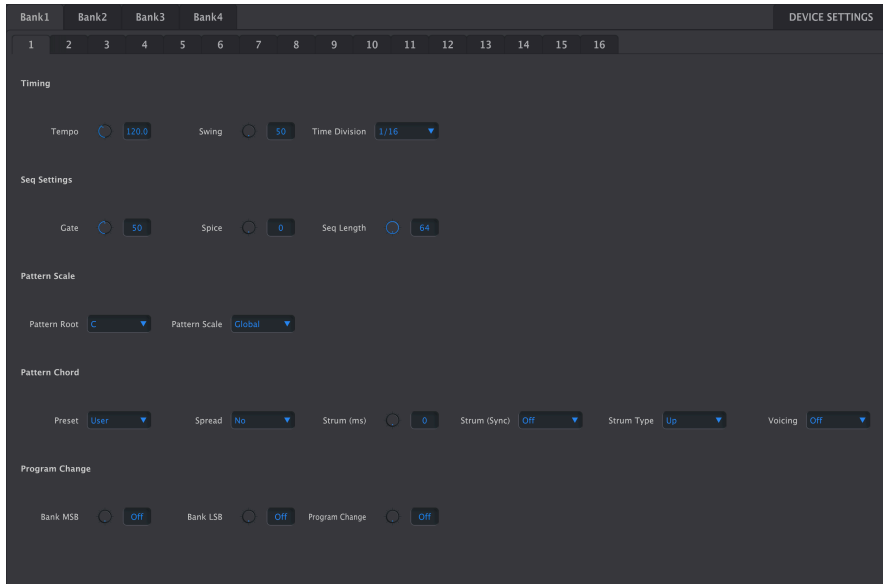 Bank1 Bank2 Bank3 Bank4 DEVICE SETTINGS
1 2 3 4 5 6 7 8 9 10 11 12 13 14 15 16
Timing
Tempo 120.0 Swing 50 Time Division 1/16
Seq Settings
Gate 50 Spice 0 Seq Length 64
Pattern Scale
Pattern Root C Pattern Scale Global
Pattern Chord
Preset User Spread No Strum (ms) 0 Strum (Sync) Off Strum Type Up Voicing Off
Program Change
Bank MSB Off Bank LSB Off Program Change Off